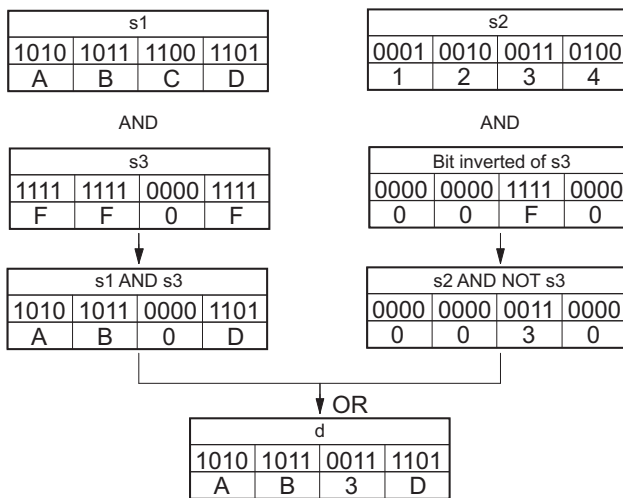 s1
1010 1011 1100 1101
A B C D
s2
0001 0010 0011 0100
1 2 3 4
AND
AND
s3
1111 1111 0000 1111
F F 0 F
Bit inverted of s3
0000 0000 1111 0000
0 0 F 0
s1 AND s3
1010 1011 0000 1101
A B 0 D
s2 AND NOT s3
0000 0000 0011 0000
0 0 3 0
OR
d
1010 1011 0011 1101
A B 3 D